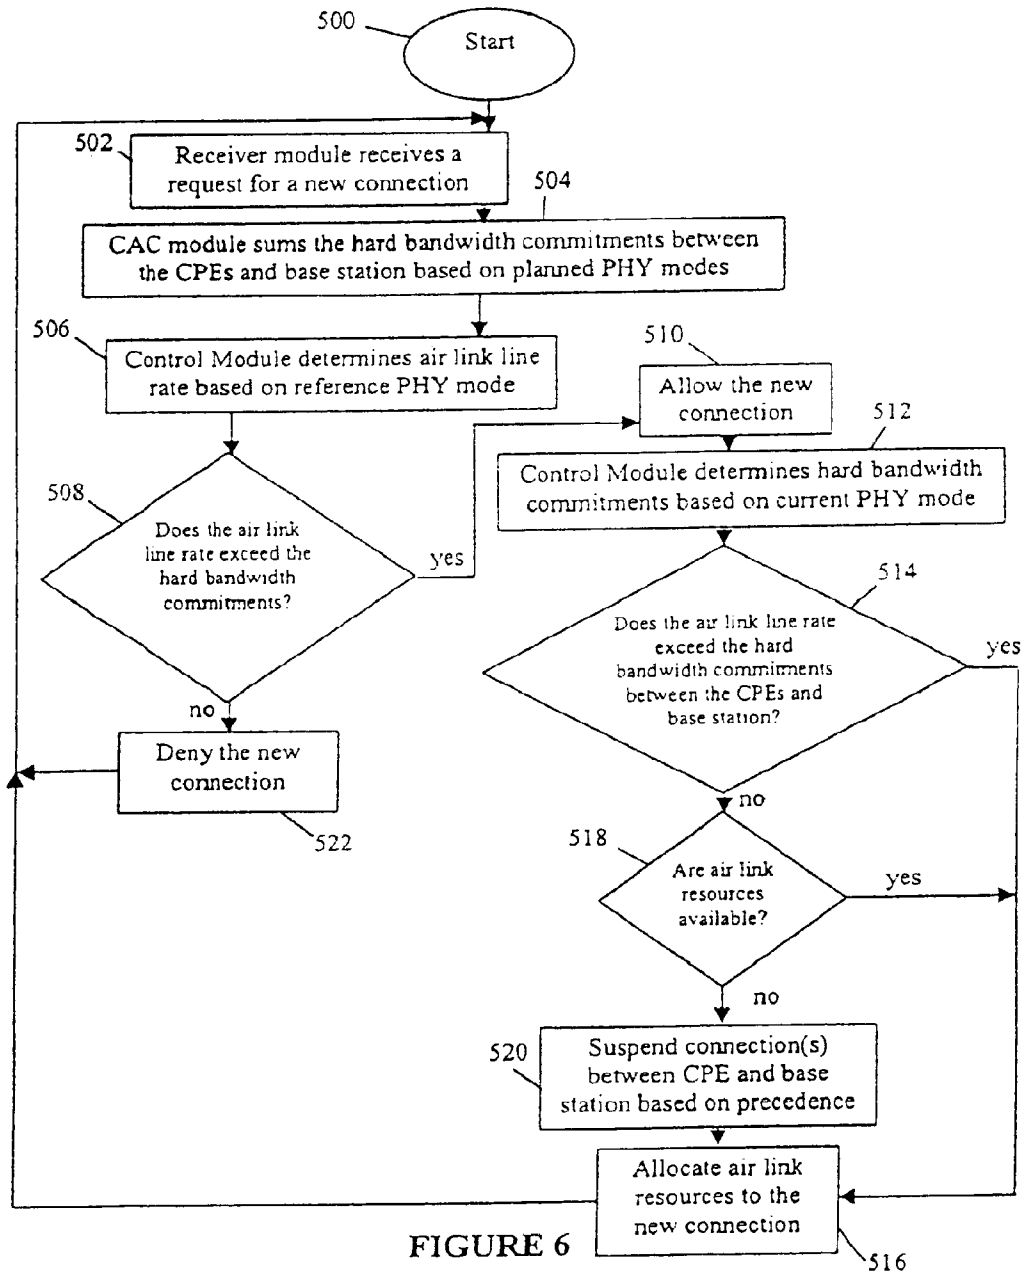 500
Start
502
Receiver module receives a
request for a new connection
504
CAC module sums the hard bandwidth commitments between
the CPEs and base station based on planned PHY modes
506
Control Module determines air link line
rate based on reference PHY mode
510
Allow the new
connection
512
Control Module determines hard bandwidth
commitments based on current PHY mode
508
Does the air link
line rate exceed the
hard bandwidth
commitments?
yes
no
514
Does the air link line rate
exceed the hard
bandwidth commitments
between the CPEs and
base station?
yes
no
Deny the new
connection
522
518
Are air link
resources
available?
yes
no
520
Suspend connection(s)
between CPE and base
station based on precedence
Allocate air link
resources to the
new connection
516
FIGURE 6